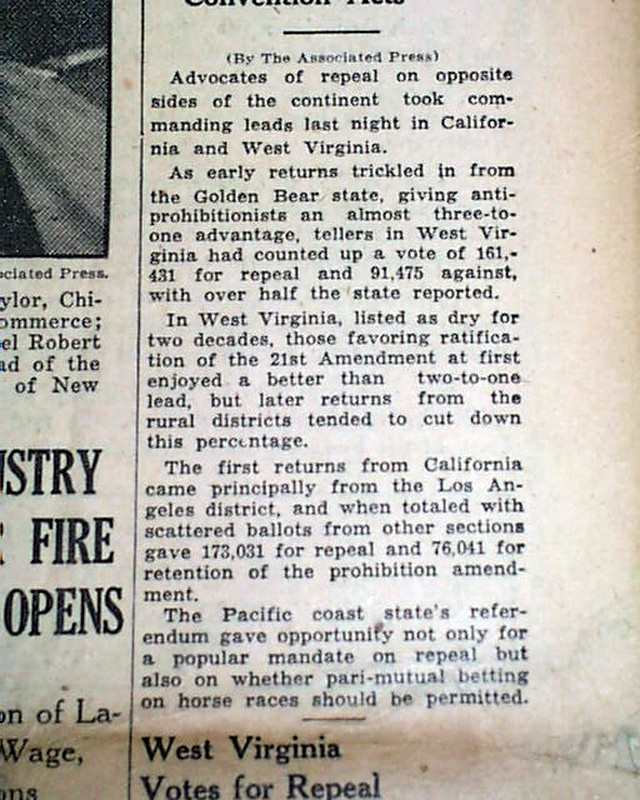 (By The Associated Press)
Advocates of repeal on opposite
sides of the continent took com-
manding leads last night in Califor-
nia and West Virginia.
As early returns trickled in from
the Golden Bear state, giving anti-
prohibitionists an almost three-to-
one advantage, tellers in West Vir-
ginia had counted up a vote of 161,-
431 for repeal and 91,475 against,
with over half the state reported.
In West Virginia, listed as dry for
two decades, those favoring ratifica-
tion of the 21st Amendment at first
enjoyed a better than two-to-one
lead, but later returns from the
rural districts tended to cut down
this percentage.
The first returns from California
came principally from the Los An-
geles district, and when totaled with
scattered ballots from other sections
gave 173,031 for repeal and 76,041 for
retention of the prohibition amend-
ment.
The Pacific coast state's refer-
endum gave opportunity not only for
a popular mandate on repeal but
also on whether pari-mutual betting
on horse races should be permitted.
West Virginia
Votes for Repeal
ciated Press.
ylor, Chi-
ommerce;
el Robert
ad of the
of New
USTRY
FIRE
OPENS
on of La-
Wage,
ons